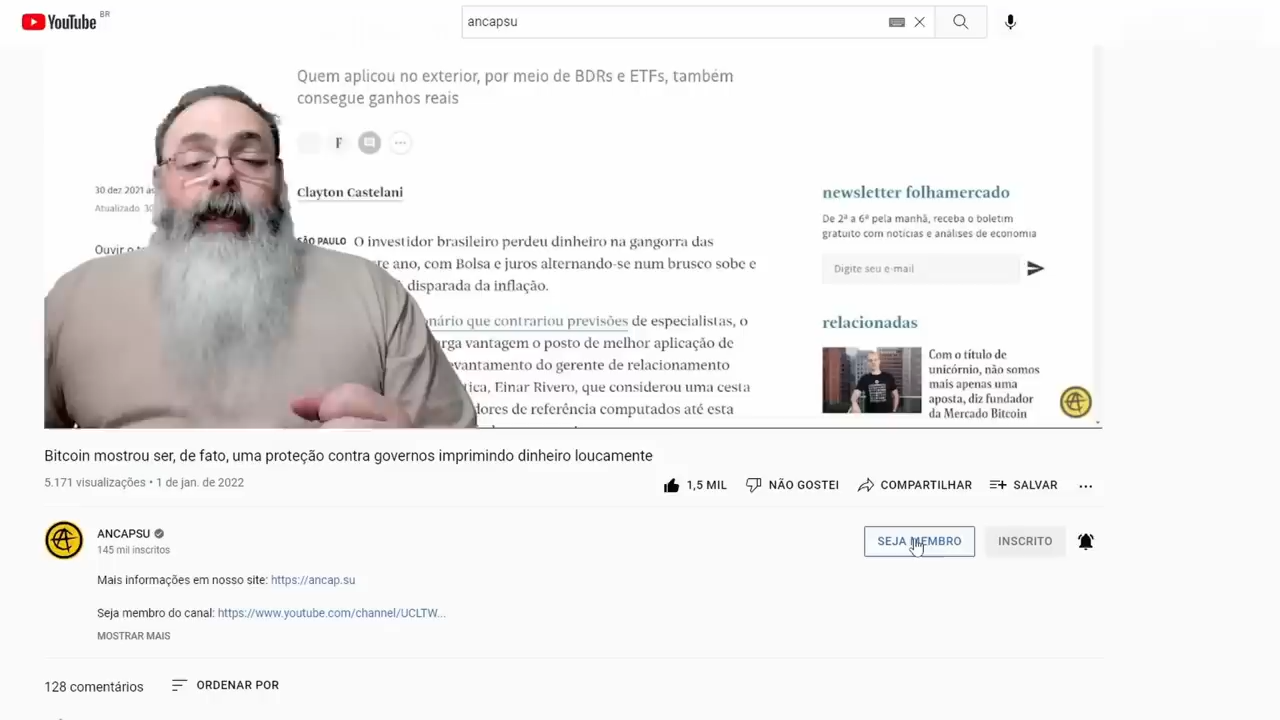 YouTube BR
ancapsu
Quem aplicou no exterior, por meio de BDRs e ETFs, também
consegue ganhos reais
F
30 dez 2021 às
Atualizado 30
Clayton Castelani
Ouvir o
SÃO PAULO O investidor brasileiro perdeu dinheiro na gangorra das
te ano, com Bolsa e juros alternando-se num brusco sobe e
disparada da inflação.
nário que contrariou previsões de especialistas, o
rga vantagem o posto de melhor aplicação de
evantamento do gerente de relacionamento
tica, Einar Rivero, que considerou uma cesta
dores de referência computados até esta
newsletter folhamercado
De 2ª a 6ª pela manhã, receba o boletim
gratuito com notícias e análises de economia
Digite seu e-mail
relacionadas
Com o título de
unicórnio, não somos
mais apenas uma
aposta, diz fundador
da Mercado Bitcoin
Bitcoin mostrou ser, de fato, uma proteção contra governos imprimindo dinheiro loucamente
5.171 visualizações • 1 de jan. de 2022
1,5 MIL NÃO GOSTEI COMPARTILHAR SALVAR
ANCAPSU
145 mil inscritos
SEJA MEMBRO INSCRITO
Mais informações em nosso site: https://ancap.su
Seja membro do canal: https://www.youtube.com/channel/UCLTW...
MOSTRAR MAIS
128 comentários ORDENAR POR